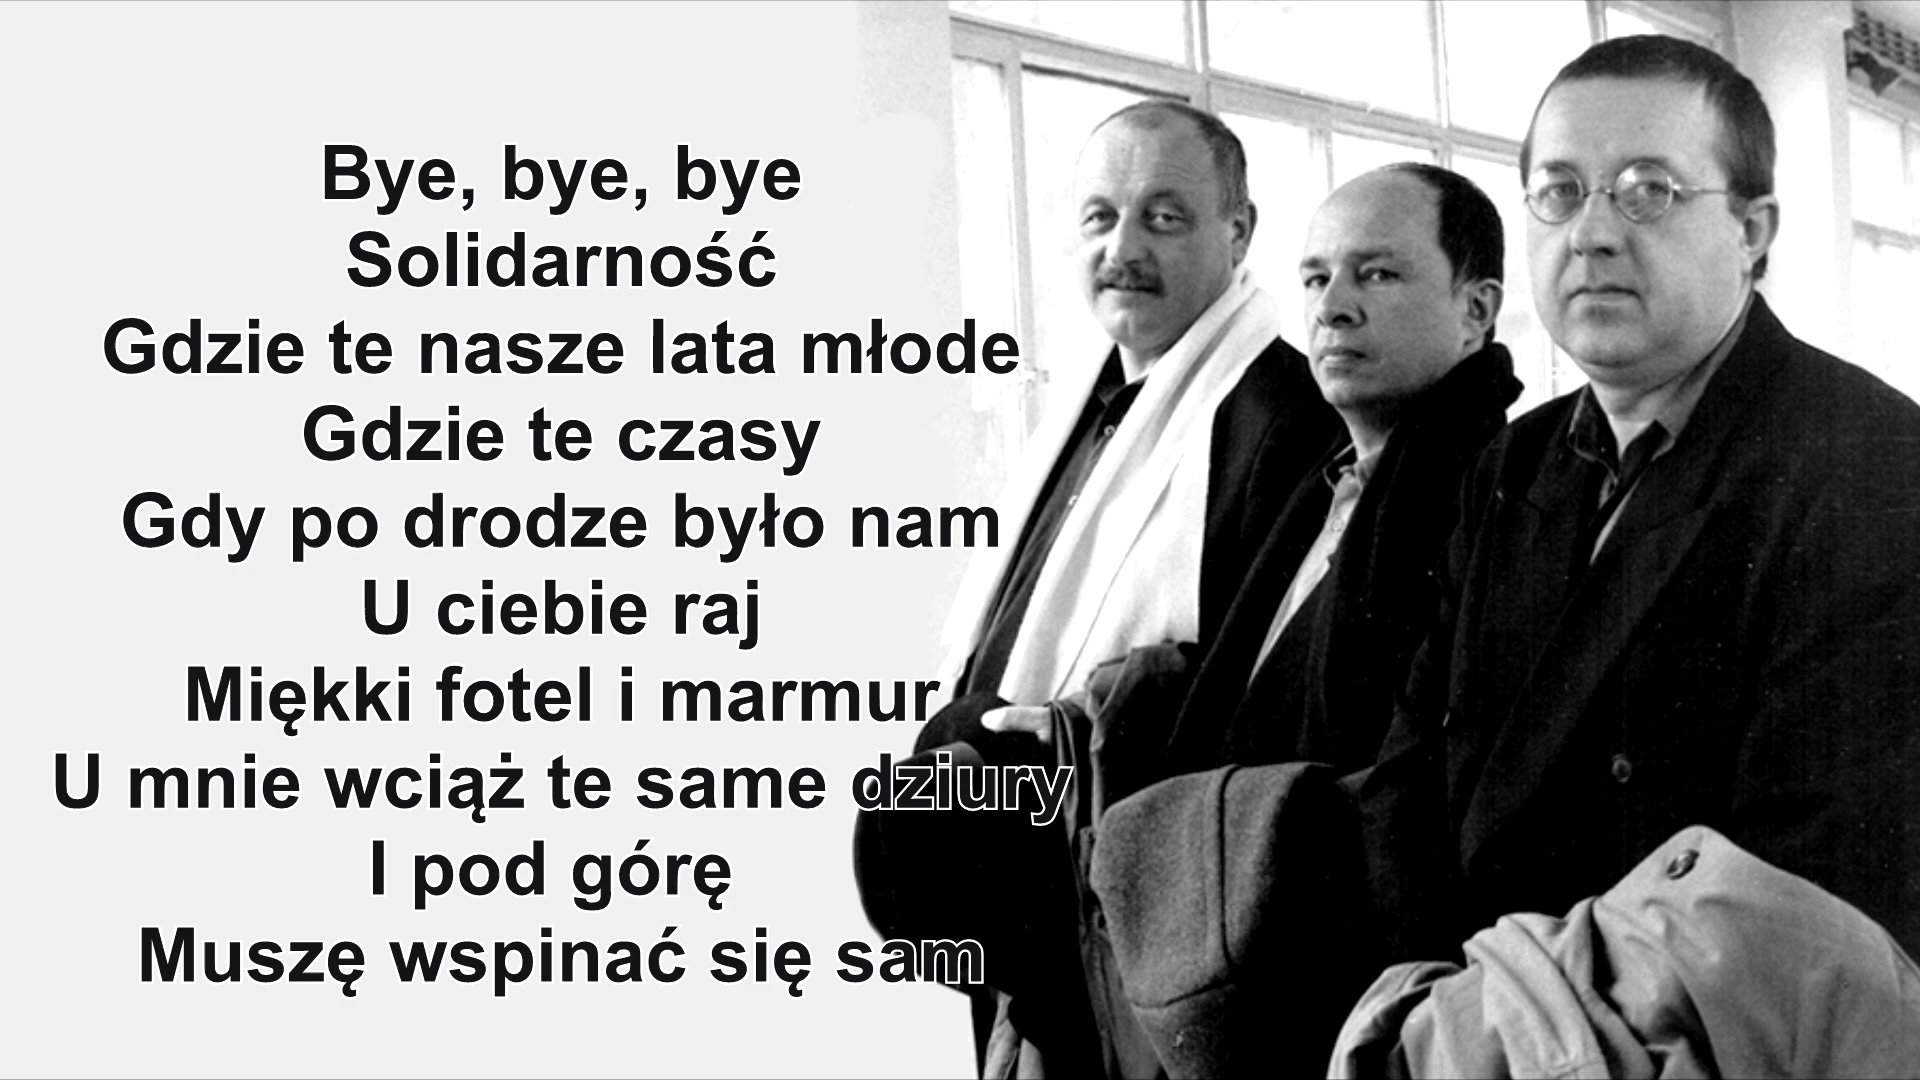 Bye, bye, bye
Solidarność
Gdzie te nasze lata młode
Gdzie te czasy
Gdy po drodze było nam
U ciebie raj
Miękki fotel i marmur
U mnie wciąż te same dziury
I pod górę
Muszę wspinać się sam